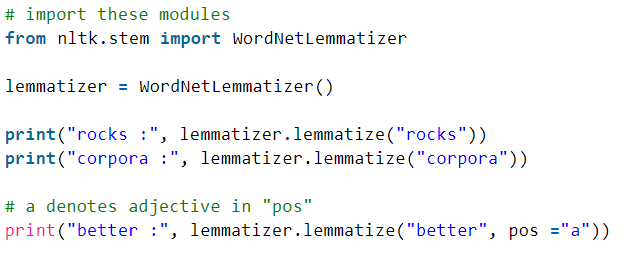 # import these modules
from nltk.stem import WordNetLemmatizer
lemmatizer = WordNetLemmatizer()
print("rocks :", lemmatizer.lemmatize("rocks"))
print("corpora :", lemmatizer.lemmatize("corpora"))
# a denotes adjective in "pos"
print("better :", lemmatizer.lemmatize("better", pos ="a"))